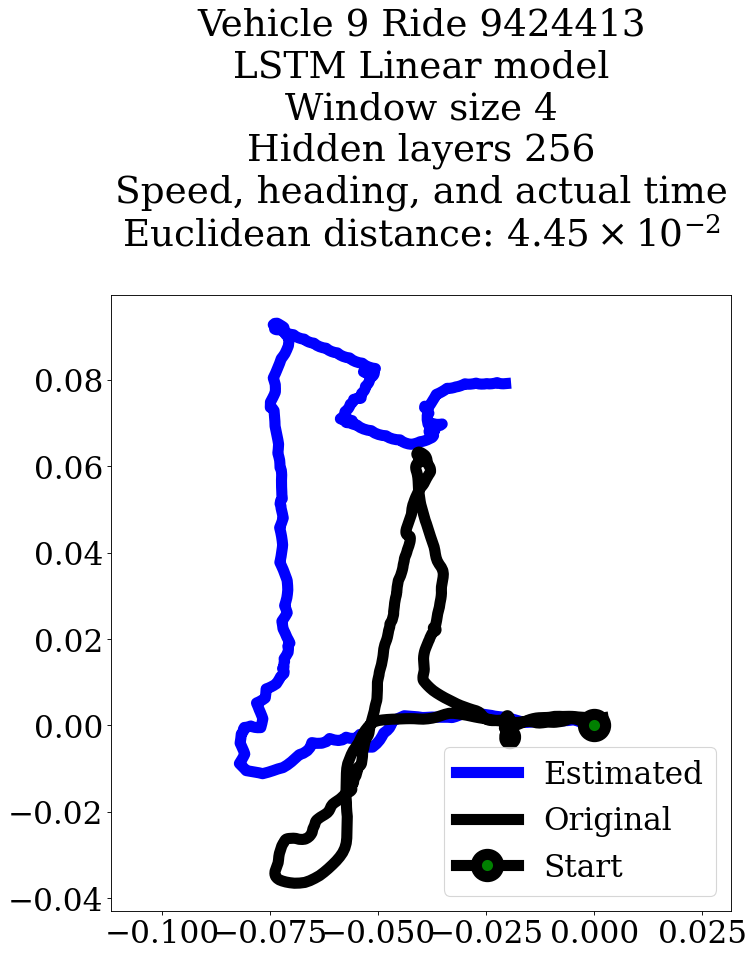 Vehicle 9 Ride 9424413
LSTM Linear model
Window size 4
Hidden layers 256
Speed, heading, and actual time
Euclidean distance: 4.45 × 10⁻²
0.08
0.06
0.04
0.02
0.00
−0.02
−0.04
Estimated
Original
Start
−0.100 −0.075 −0.050 −0.025 0.000 0.025